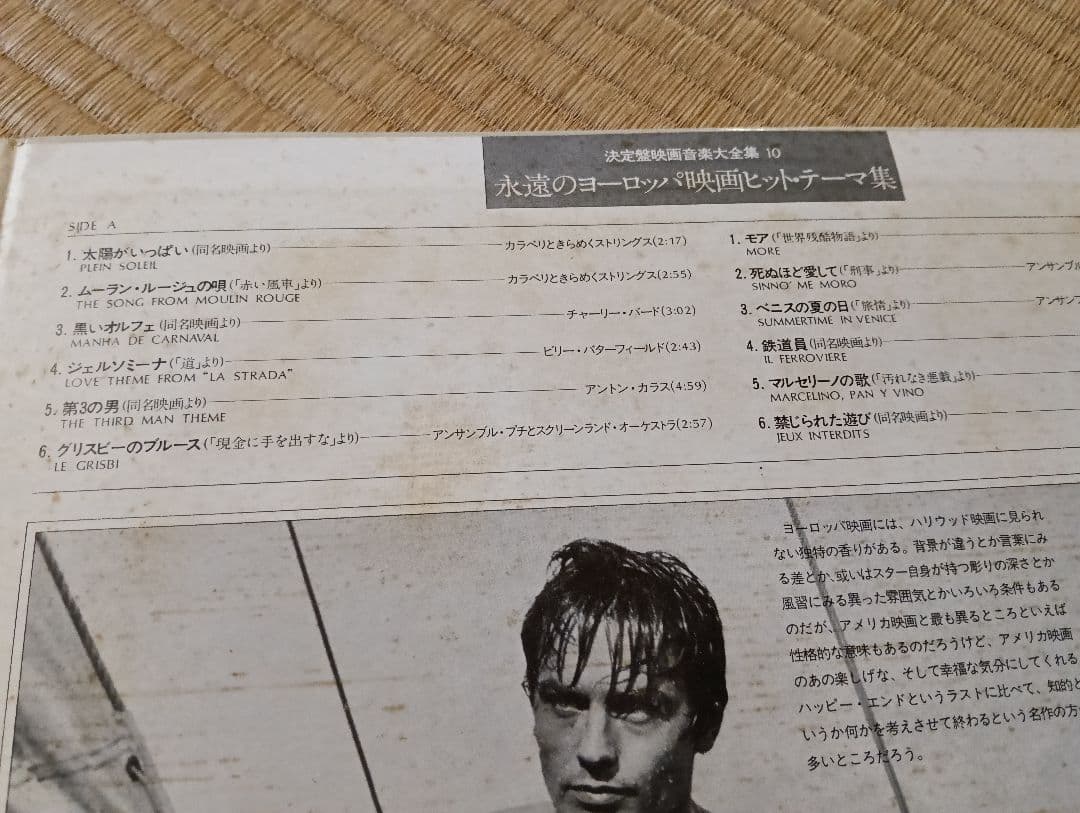 決定盤映画音楽大全集 10
永遠のヨーロッパ映画ヒット・テーマ集
SIDE A
1. 太陽がいっぱい (同名映画より) カラベリときらめくストリングス(2:17)
PLEIN SOLEIL
2. ムーラン・ルージュの唄(「赤い風車」より) カラベリときらめくストリングス(2:55)
THE SONG FROM MOULIN ROUGE
3. 黒いオルフェ (同名映画より) チャーリー・バード(3:02)
MANHA DE CARNAVAL
4. ジェルソミーナ (「道」より) ビリー・バターフィールド(2:43)
LOVE THEME FROM "LA STRADA"
5. 第3の男 (同名映画より) アントン・カラス(4:59)
THE THIRD MAN THEME
6. グリスビーのブルース (「現金に手を出すな」より) アンサンブル・プチとスクリーンランド・オーケストラ(2:57)
LE GRISBI
1. モア (「世界残酷物語」より)
MORE
2. 死ぬほど愛して (「刑事」より) アンサンブル
SINNO' ME MORO
3. ベニスの夏の日 (「旅情」より) アンサ
SUMMERTIME IN VENICE
4. 鉄道員 (同名映画より)
IL FERROVIERE
5. マルセリーノの歌 (「汚れなき悪戯」より)
MARCELINO, PAN Y VINO
6. 禁じられた遊び (同名映画より)
JEUX INTERDITS
ヨーロッパ映画には、ハリウッド映画に見られ
ない独特の香りがある。背景が違うとか言葉にみ
る差とか、或いはスター自身が持つ彫りの深さとか
風習にみる異った雰囲気とかいろいろ条件もある
のだが、アメリカ映画と最も異るところといえば
性格的な意味もあるのだろうけど、アメリカ映画
のあの楽しげな、そして幸福な気分にしてくれる
ハッピー・エンドというラストに比べて、知的と
いうか何かを考えさせて終わるという名作の方が
多いところだろう。